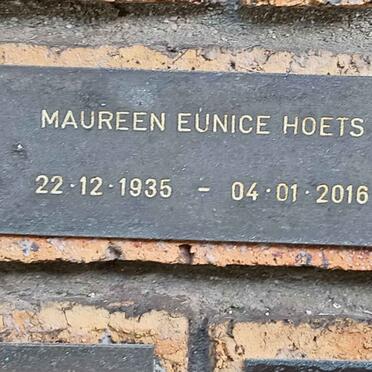 MAUREEN EUNICE HOETS
22·12·1935 - 04·01·2016